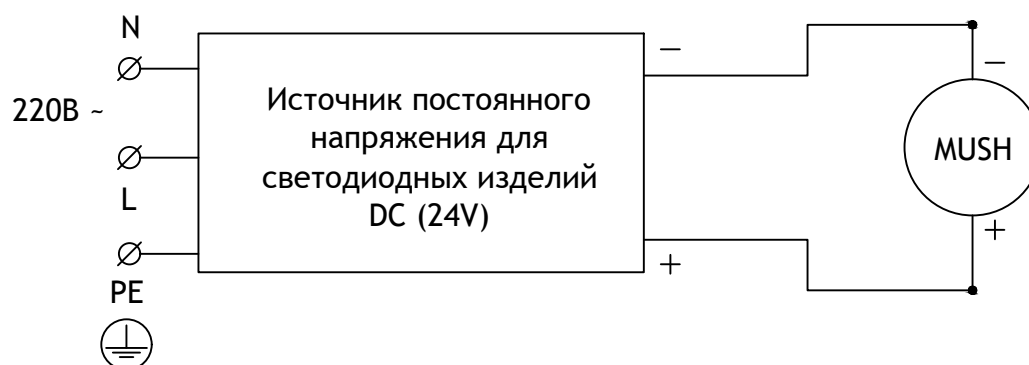 N
220В ~
L
PE
Источник постоянного
напряжения для
светодиодных изделий
DC (24V)
−
+
−
MUSH
+